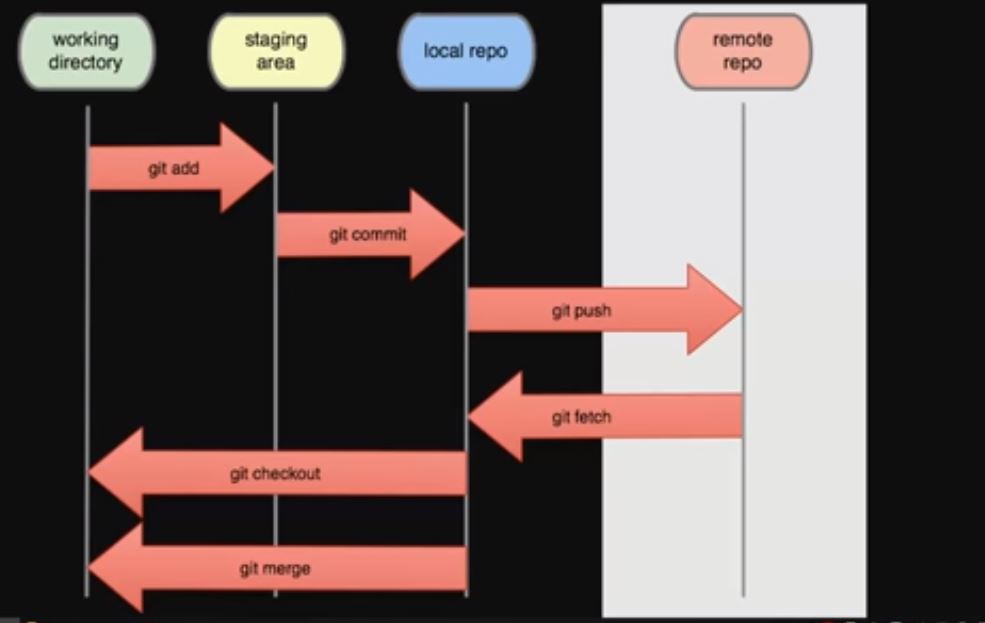 working
directory
staging
area
local repo
remote
repo
git add
git commit
git push
git fetch
git checkout
git merge